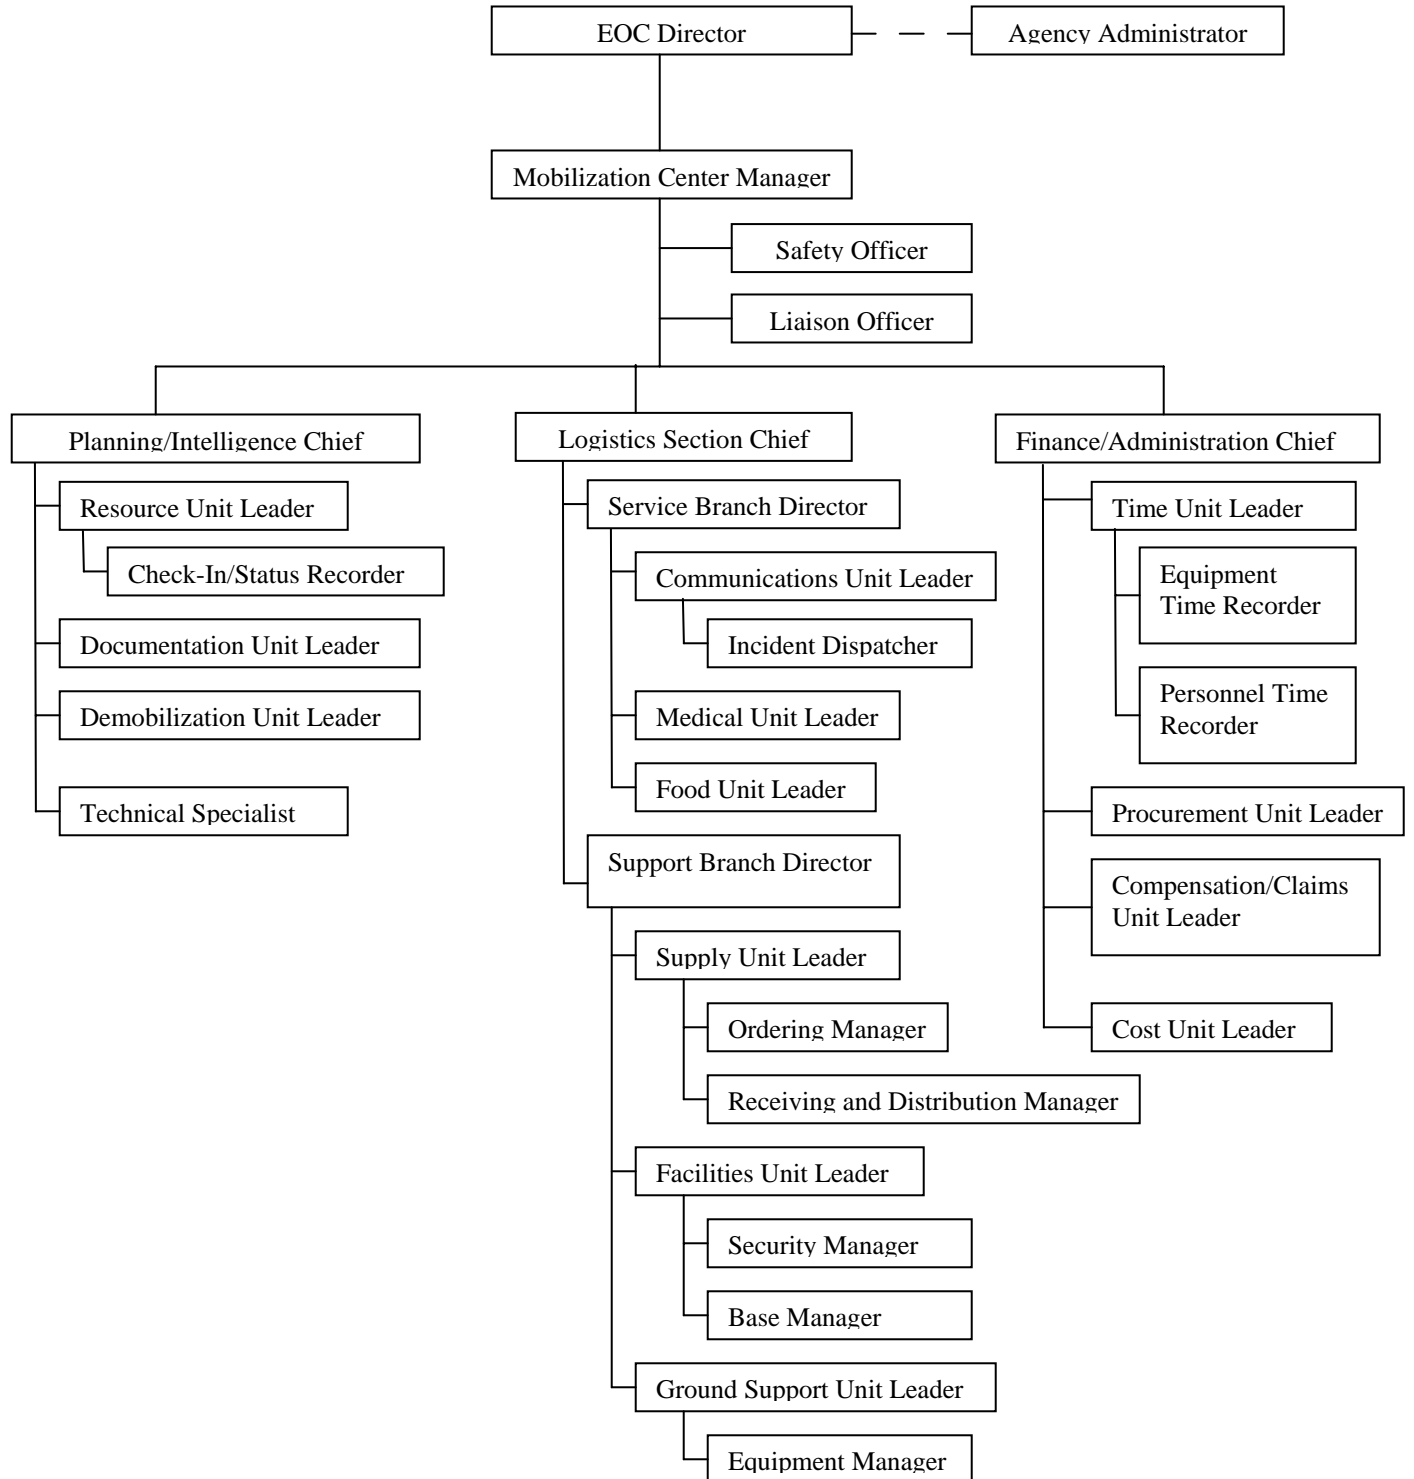 EOC Director
Agency Administrator
Mobilization Center Manager
Safety Officer
Liaison Officer
Planning/Intelligence Chief
Resource Unit Leader
Check-In/Status Recorder
Documentation Unit Leader
Demobilization Unit Leader
Technical Specialist
Logistics Section Chief
Service Branch Director
Communications Unit Leader
Incident Dispatcher
Medical Unit Leader
Food Unit Leader
Support Branch Director
Supply Unit Leader
Ordering Manager
Receiving and Distribution Manager
Facilities Unit Leader
Security Manager
Base Manager
Ground Support Unit Leader
Equipment Manager
Finance/Administration Chief
Time Unit Leader
Equipment
Time Recorder
Personnel Time
Recorder
Procurement Unit Leader
Compensation/Claims
Unit Leader
Cost Unit Leader